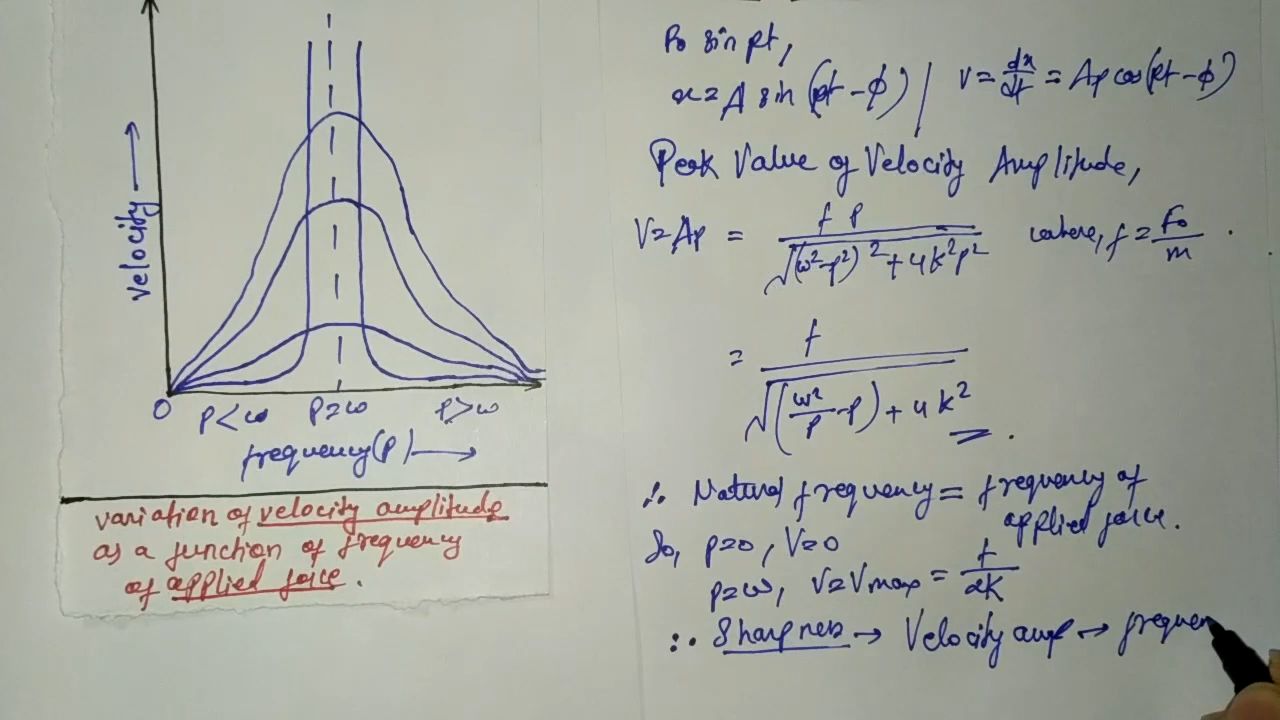 velocity →
0
p<ω p=ω p>ω
frequency(p) →
variation of velocity amplitude
as a function of frequency
of applied force.
F₀ sin pt,
x = A sin (pt - φ) / v = dx/dt = Ap cos(pt - φ)
Peak Value of Velocity Amplitude,
V = Ap = f p / √(ω² - p²)² + 4k²p² where, f = F₀/m .
= f / √(ω²/p - p) + 4k² .
∴ Natural frequency = frequency of
applied force.
So, p=0, V=0
p=ω, V=Vmax = f/2k
∴ Sharpness → Velocity amp → frequen